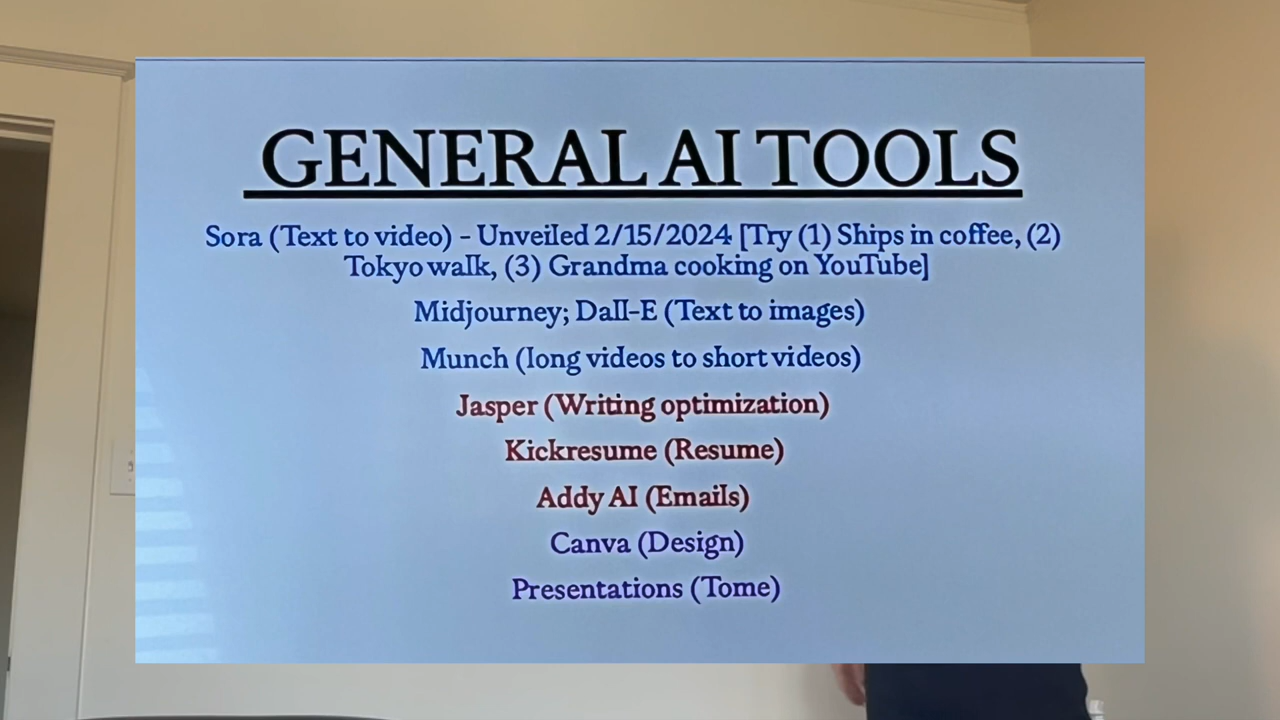 GENERAL AI TOOLS
Sora (Text to video) - Unveiled 2/15/2024 [Try (1) Ships in coffee, (2)
Tokyo walk, (3) Grandma cooking on YouTube]
Midjourney; Dall-E (Text to images)
Munch (long videos to short videos)
Jasper (Writing optimization)
Kickresume (Resume)
Addy AI (Emails)
Canva (Design)
Presentations (Tome)